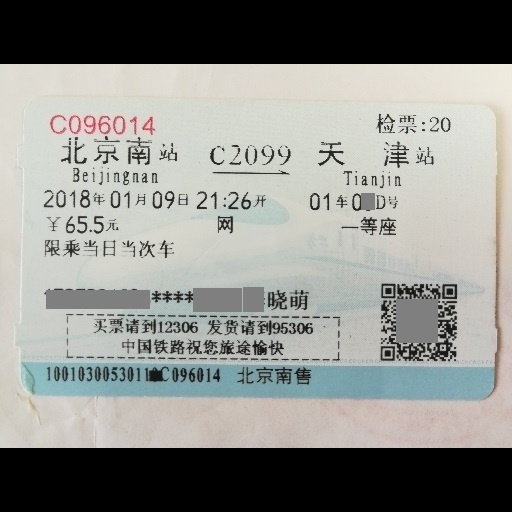 C096014 检票:20
北京南站 C2099 天津站
Beijingnan Tianjin
2018年01月09日 21:26开 01车0 D号
￥65.5元 网 一等座
限乘当日当次车
**** 晓萌
买票请到12306 发货请到95306
中国铁路祝您旅途愉快
1001030053011 C096014 北京南售